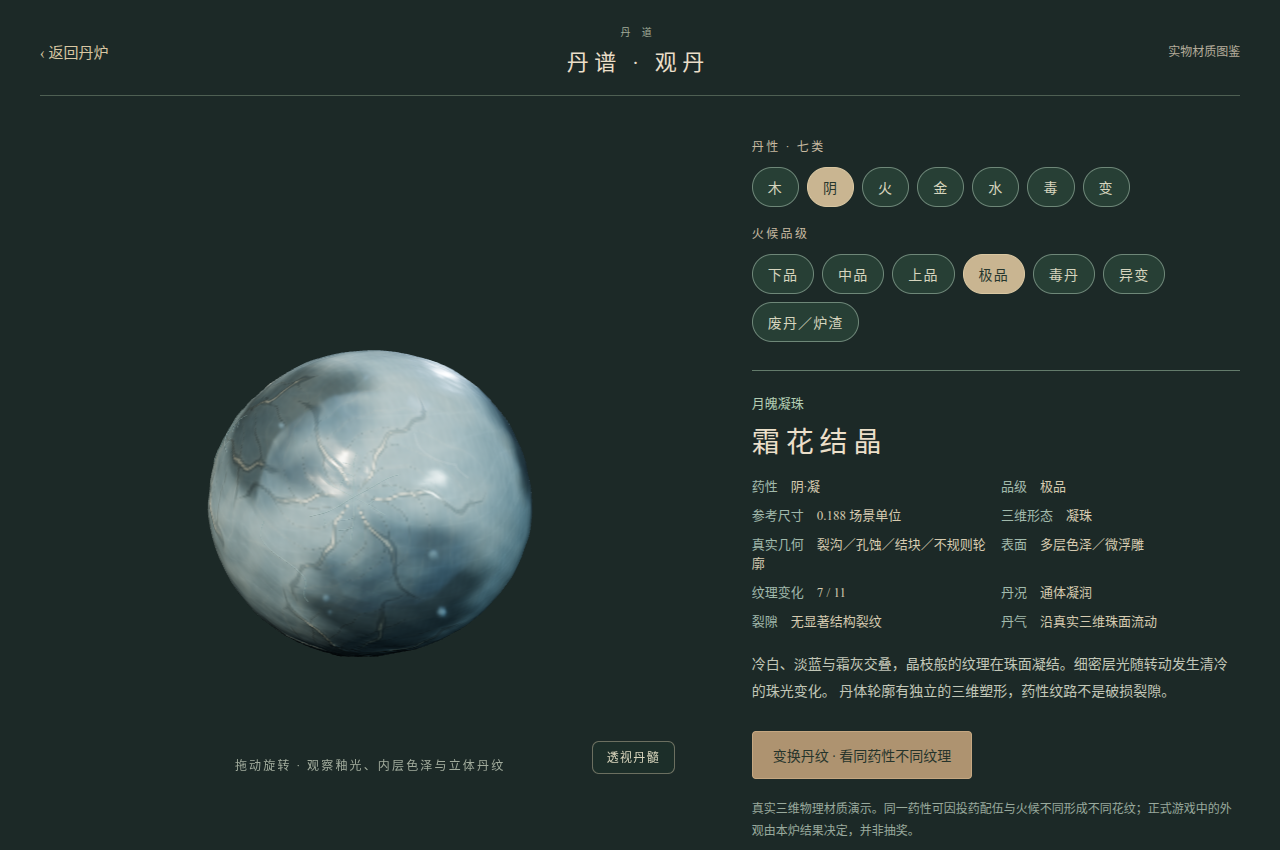 ‹ 返回丹炉
丹 道
丹谱 · 观丹
实物材质图鉴
丹性 · 七类
木 阴 火 金 水 毒 变
火候品级
下品 中品 上品 极品 毒丹 异变
废丹／炉渣
月魄凝珠
霜花结晶
药性 阴·凝 品级 极品
参考尺寸 0.188 场景单位 三维形态 凝珠
真实几何 裂沟／孔蚀／结块／不规则轮 表面 多层色泽／微浮雕
廓
纹理变化 7 / 11 丹况 通体凝润
裂隙 无显著结构裂纹 丹气 沿真实三维珠面流动
冷白、淡蓝与霜灰交叠，晶枝般的纹理在珠面凝结。细密层光随转动发生清冷
的珠光变化。 丹体轮廓有独立的三维塑形，药性纹路不是破损裂隙。
变换丹纹 · 看同药性不同纹理
透视丹髓
拖动旋转 · 观察釉光、内层色泽与立体丹纹
真实三维物理材质演示。同一药性可因投药配伍与火候不同形成不同花纹；正式游戏中的外
观由本炉结果决定，并非抽奖。